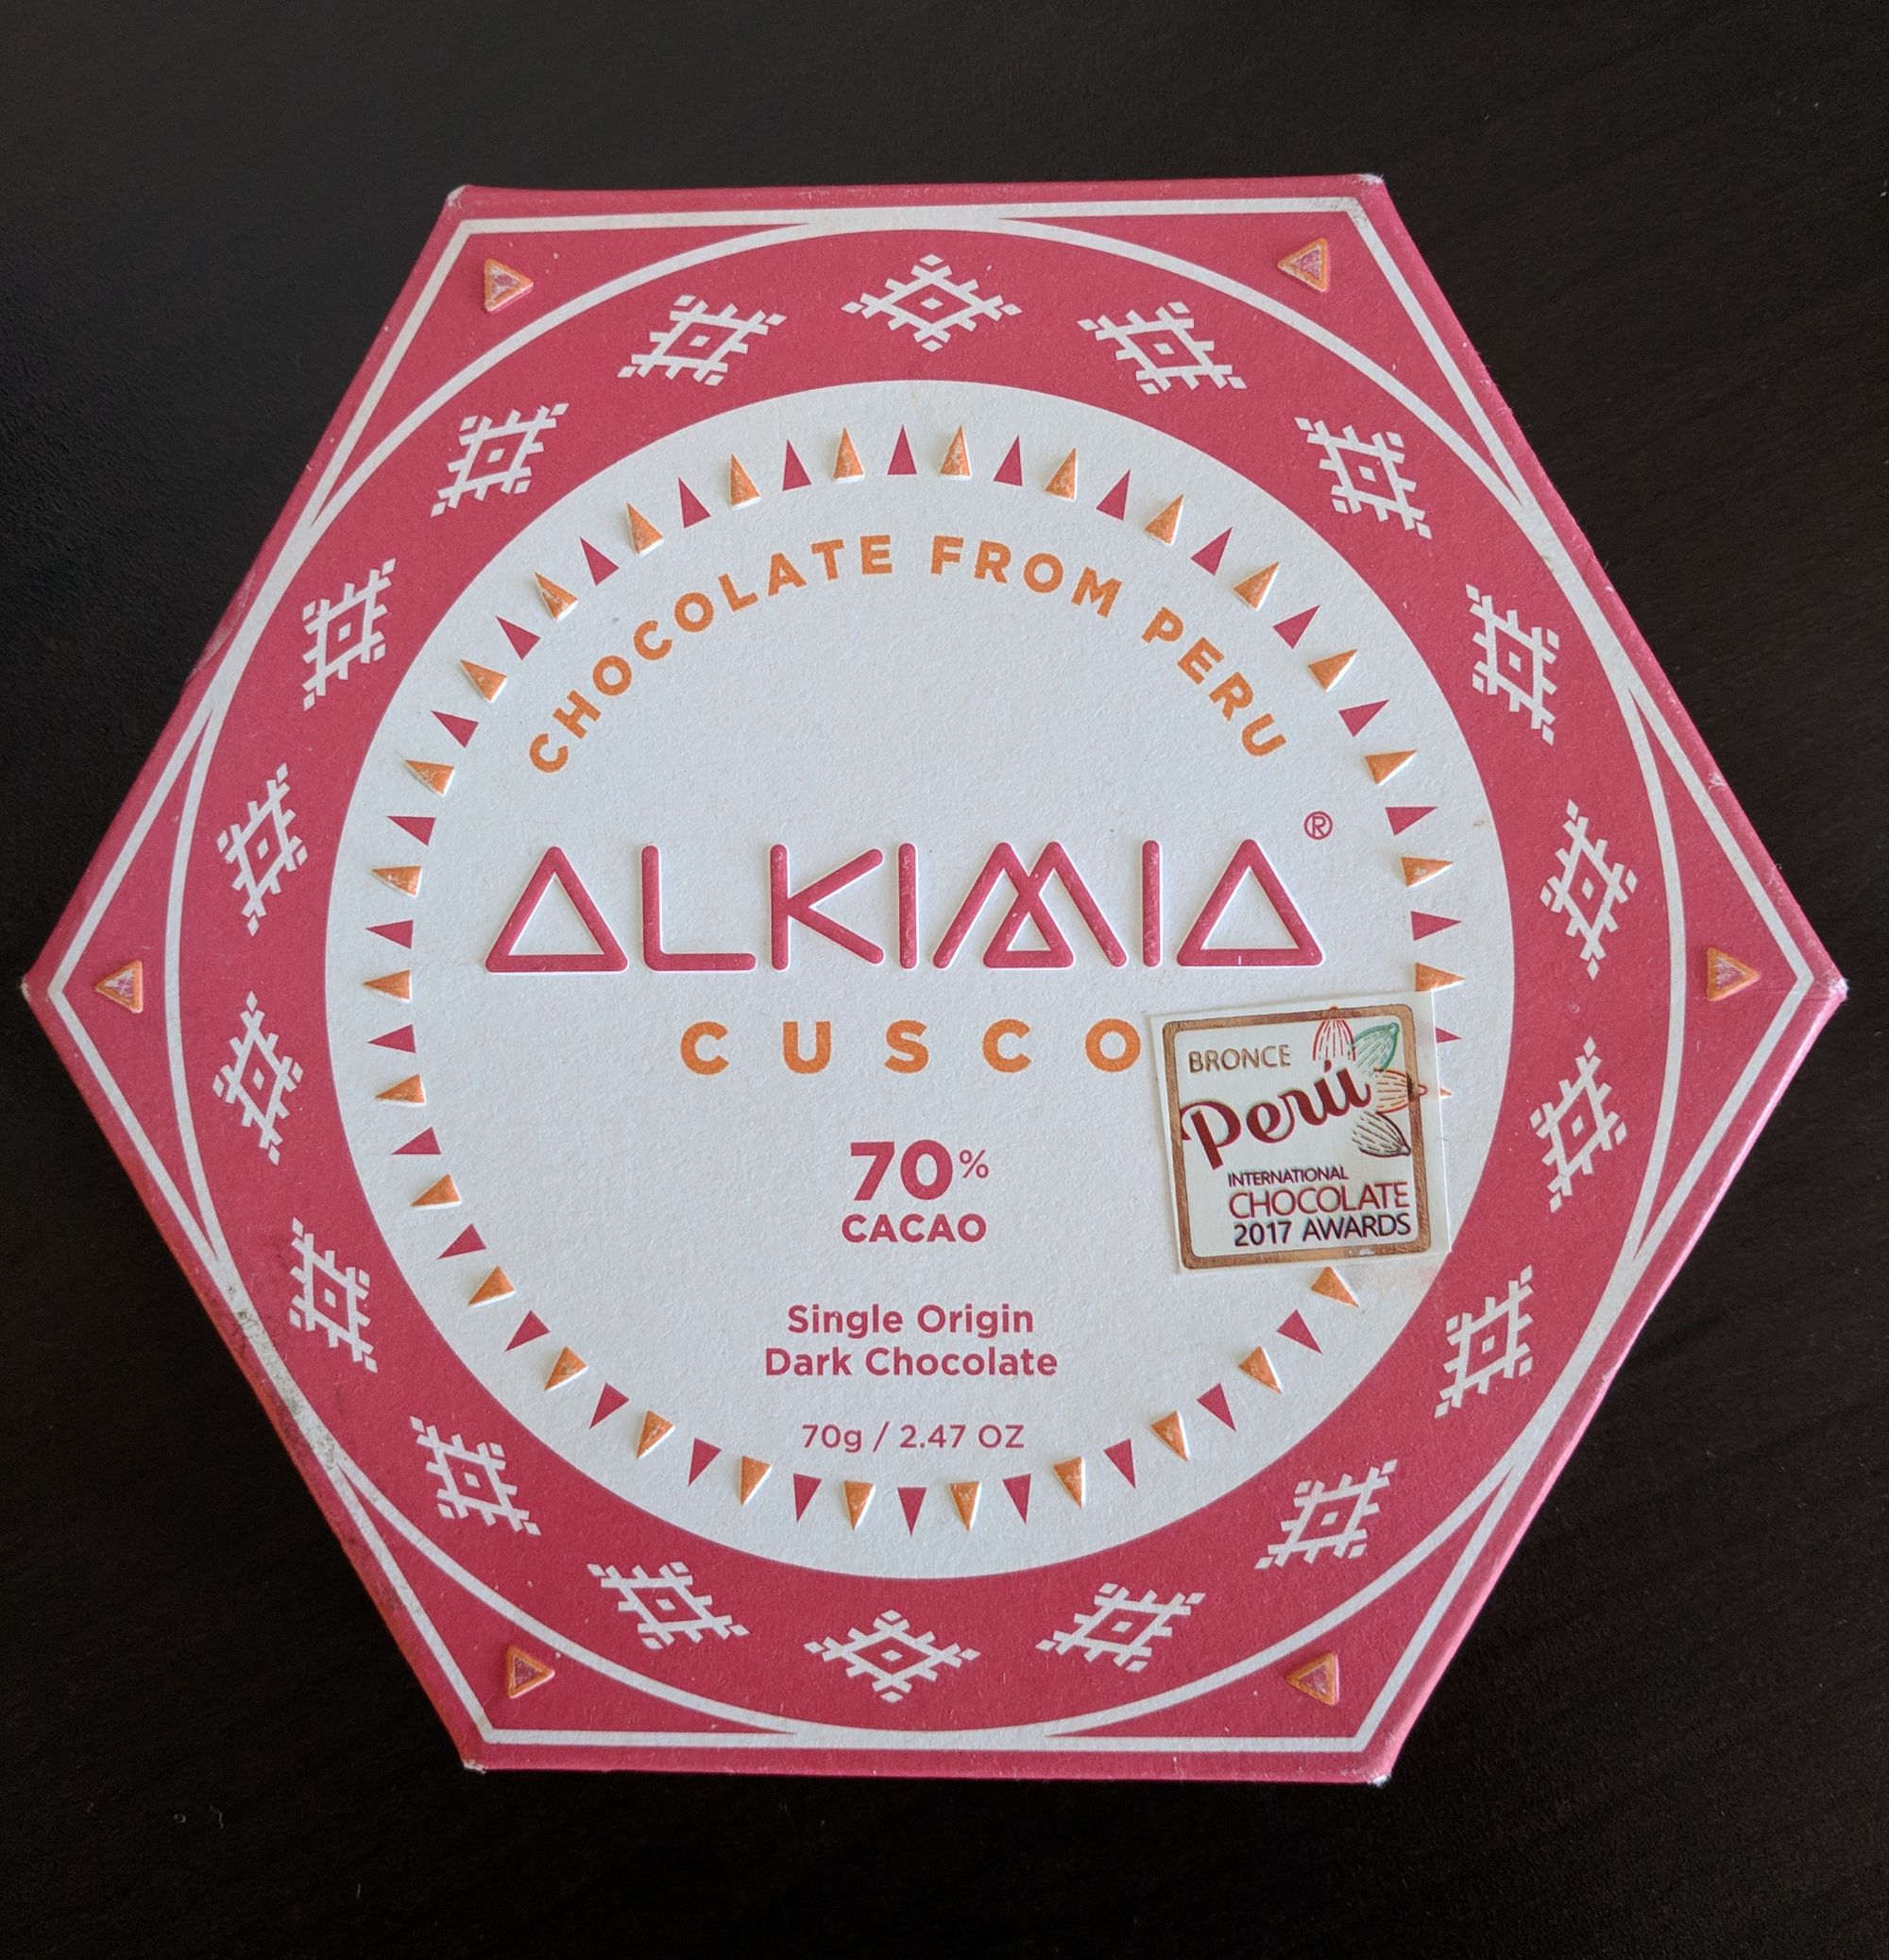 CHOCOLATE FROM PERU
ALKIMIA®
CUSCO
70%
CACAO
Single Origin
Dark Chocolate
70g / 2.47 OZ
BRONCE
Perú
INTERNATIONAL
CHOCOLATE
2017 AWARDS